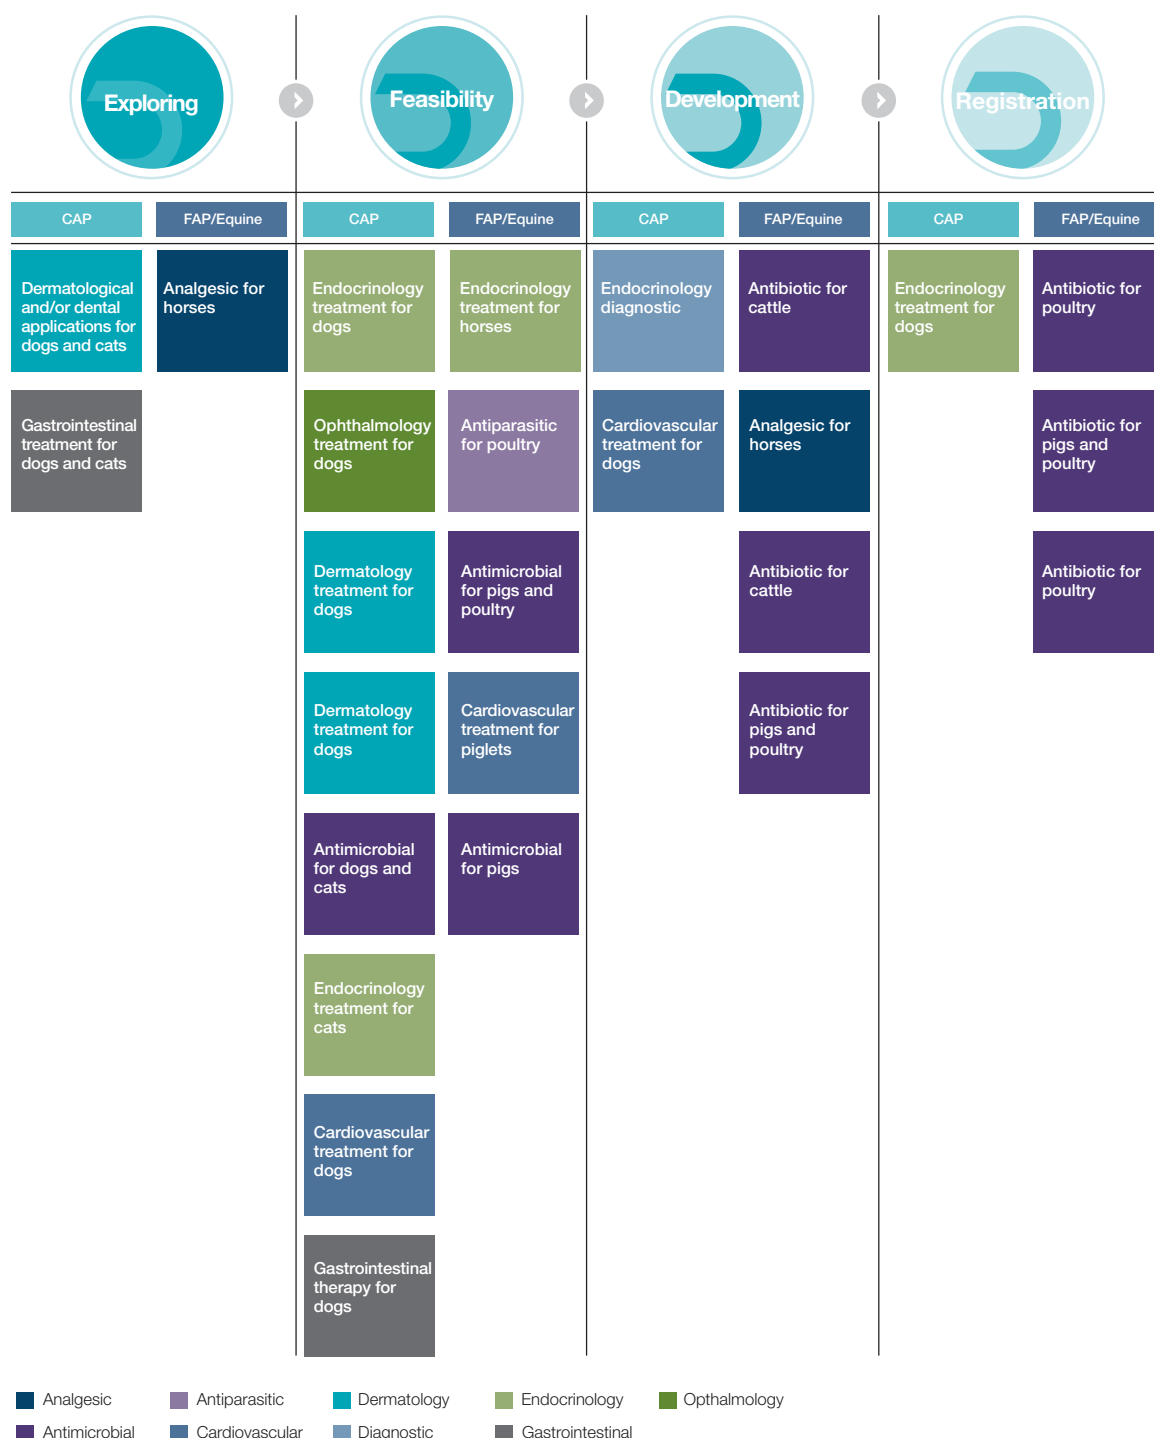 Exploring
Feasibility
Development
Registration
CAP
FAP/Equine
CAP
FAP/Equine
CAP
FAP/Equine
CAP
FAP/Equine
Dermatological
and/or dental
applications for
dogs and cats
Gastrointestinal
treatment for
dogs and cats
Analgesic for
horses
Endocrinology
treatment for
dogs
Ophthalmology
treatment for
dogs
Dermatology
treatment for
dogs
Dermatology
treatment for
dogs
Antimicrobial
for dogs and
cats
Endocrinology
treatment for
cats
Cardiovascular
treatment for
dogs
Gastrointestinal
therapy for
dogs
Endocrinology
treatment for
horses
Antiparasitic
for poultry
Antimicrobial
for pigs and
poultry
Cardiovascular
treatment for
piglets
Antimicrobial
for pigs
Endocrinology
diagnostic
Cardiovascular
treatment for
dogs
Antibiotic for
cattle
Analgesic for
horses
Antibiotic for
cattle
Antibiotic for
pigs and
poultry
Endocrinology
treatment for
dogs
Antibiotic for
poultry
Antibiotic for
pigs and
poultry
Antibiotic for
poultry
Analgesic
Antiparasitic
Dermatology
Endocrinology
Opthalmology
Antimicrobial
Cardiovascular
Diagnostic
Gastrointestinal